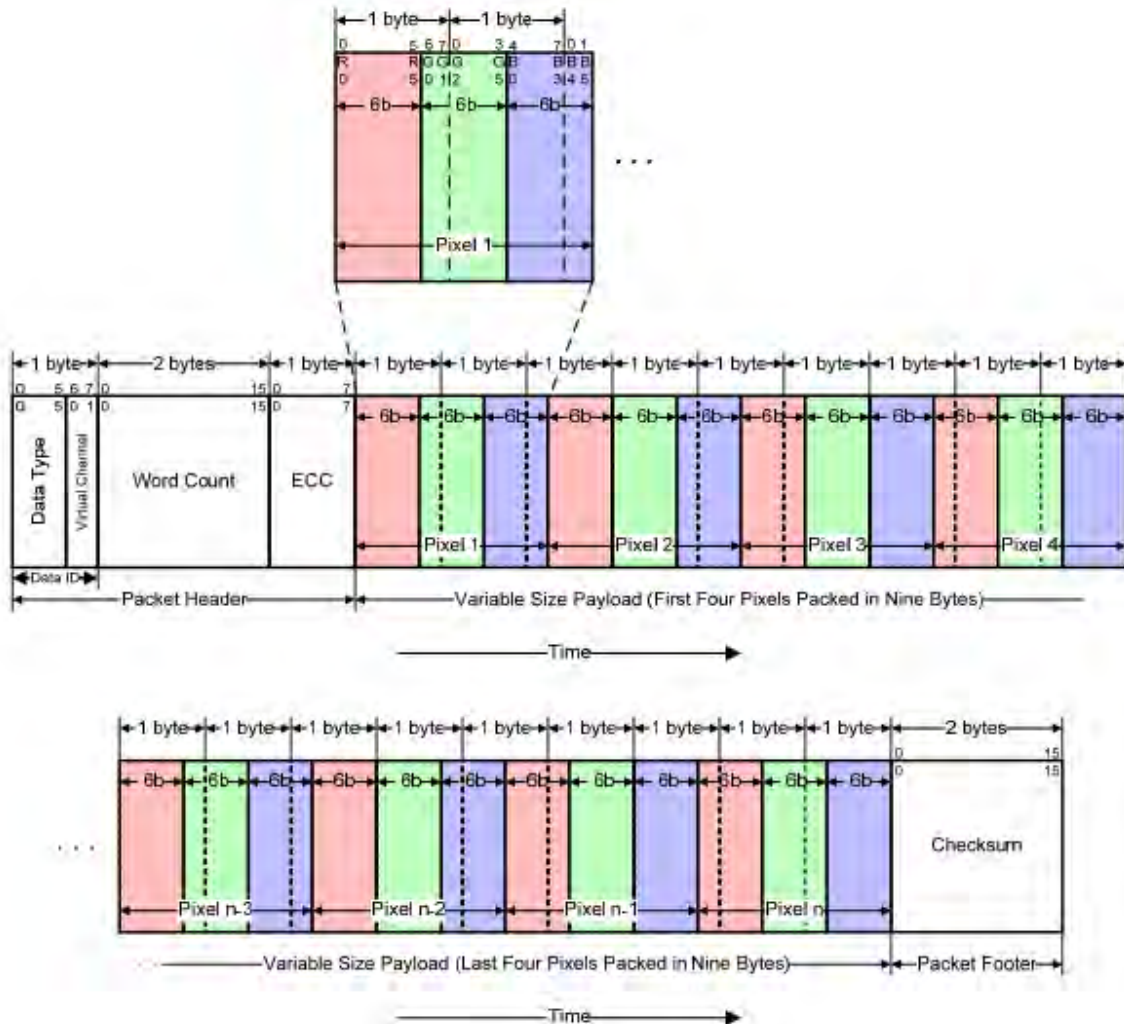 1 byte 1 byte
0 5 6 7 0 3 4 7 0 1
R R G G G G B B B B
0 5 0 1 2 5 0 3 4 5
6b 6b 6b
. . .
Pixel 1
1 byte 2 bytes 1 byte 1 byte 1 byte 1 byte 1 byte 1 byte 1 byte 1 byte 1 byte 1 byte
0 5 6 7 0 15 0 7
0 5 0 1 0 15 0 7
6b 6b 6b 6b 6b 6b 6b 6b 6b 6b 6b 6b
Data Type
Virtual Channel
Word Count
ECC
Pixel 1 Pixel 2 Pixel 3 Pixel 4
Data ID
Packet Header
Variable Size Payload (First Four Pixels Packed in Nine Bytes)
Time
1 byte 1 byte 1 byte 1 byte 1 byte 1 byte 1 byte 1 byte 1 byte 2 bytes
0 15
0 15
6b 6b 6b 6b 6b 6b 6b 6b 6b 6b 6b 6b
Checksum
. . .
Pixel n-3 Pixel n-2 Pixel n-1 Pixel n
Variable Size Payload (Last Four Pixels Packed in Nine Bytes)
Packet Footer
Time